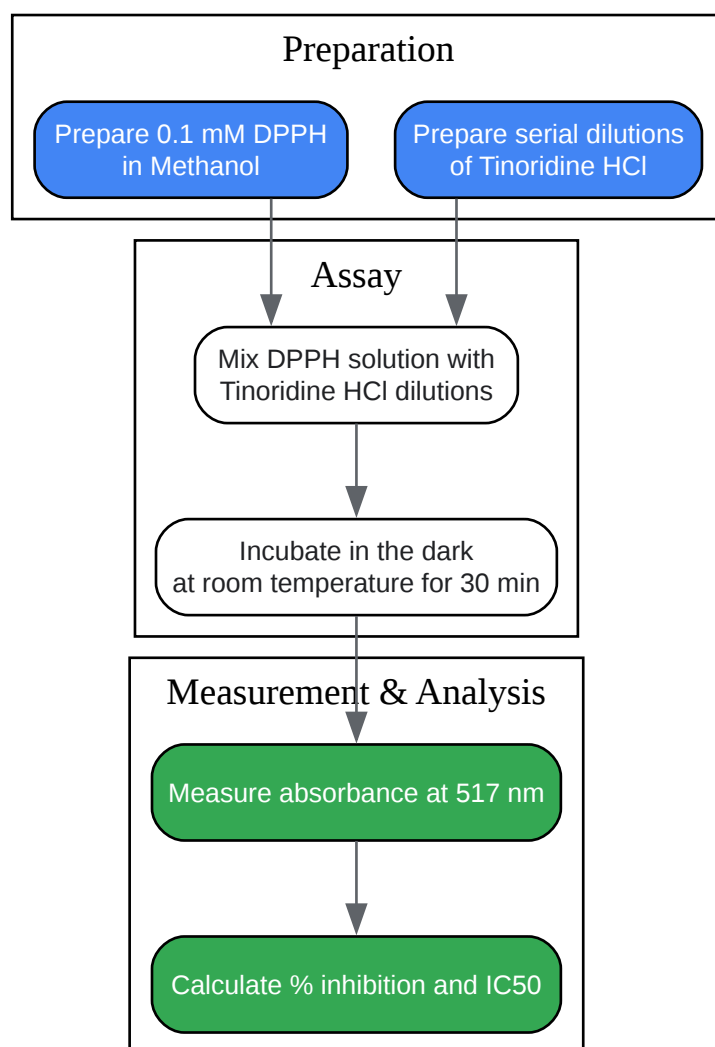 Preparation
Prepare 0.1 mM DPPH
in Methanol
Prepare serial dilutions
of Tinoridine HCl
Assay
Mix DPPH solution with
Tinoridine HCl dilutions
Incubate in the dark
at room temperature for 30 min
Measurement & Analysis
Measure absorbance at 517 nm
Calculate % inhibition and IC50